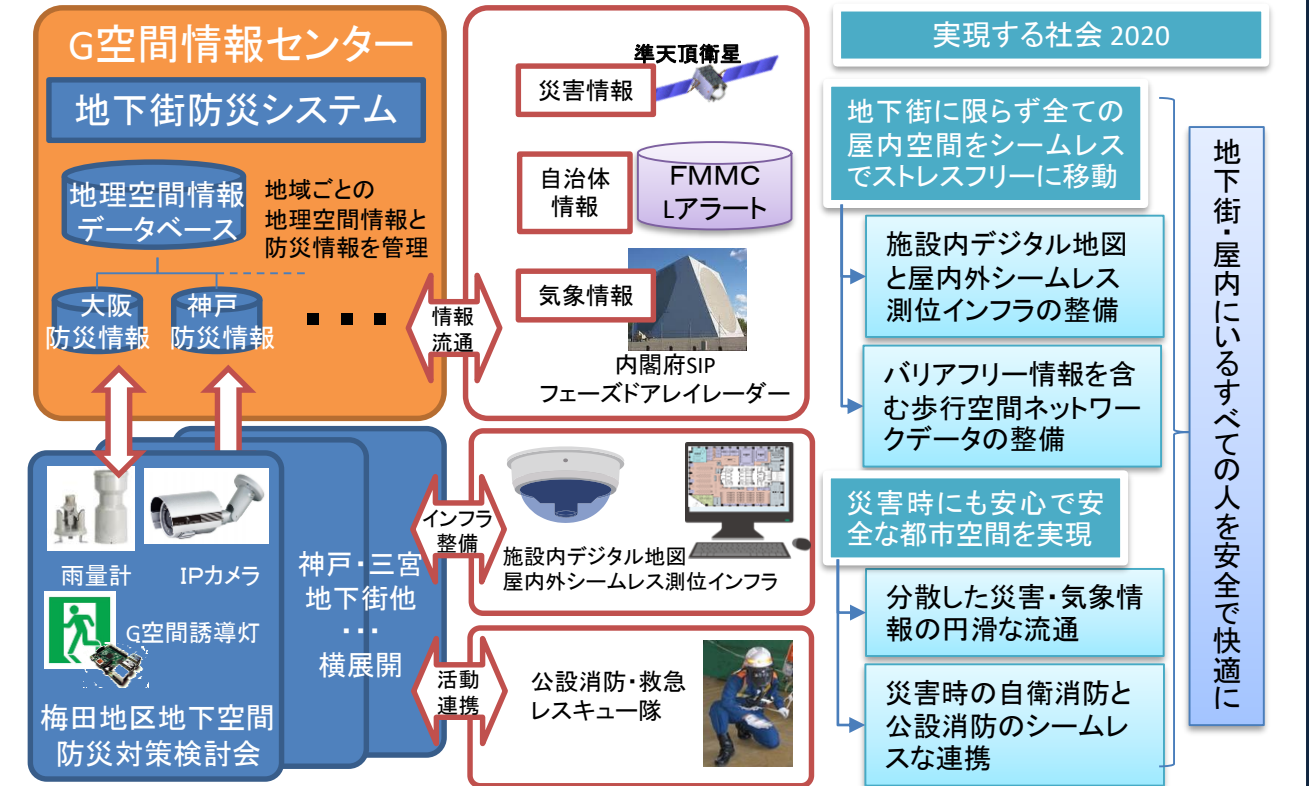 G空間情報センター
地下街防災システム
地理空間情報
データベース
地域ごとの
地理空間情報と
防災情報を管理
大阪
防災情報
神戸
防災情報
・・・
情報
流通
準天頂衛星
災害情報
自治体
情報
FMMC
Lアラート
気象情報
内閣府SIP
フェーズドアレイレーダー
雨量計
IPカメラ
G空間誘導灯
梅田地区地下空間
防災対策検討会
神戸・三宮
地下街他
・・・
横展開
インフラ
整備
施設内デジタル地図
屋内外シームレス測位インフラ
活動
連携
公設消防・救急
レスキュー隊
実現する社会 2020
地下街に限らず全ての
屋内空間をシームレス
でストレスフリーに移動
施設内デジタル地図
と屋内外シームレス
測位インフラの整備
バリアフリー情報を含
む歩行空間ネットワー
クデータの整備
災害時にも安心で安
全な都市空間を実現
分散した災害・気象情
報の円滑な流通
災害時の自衛消防と
公設消防のシームレ
スな連携
地下街・屋内にいるすべての人を安全で快適に